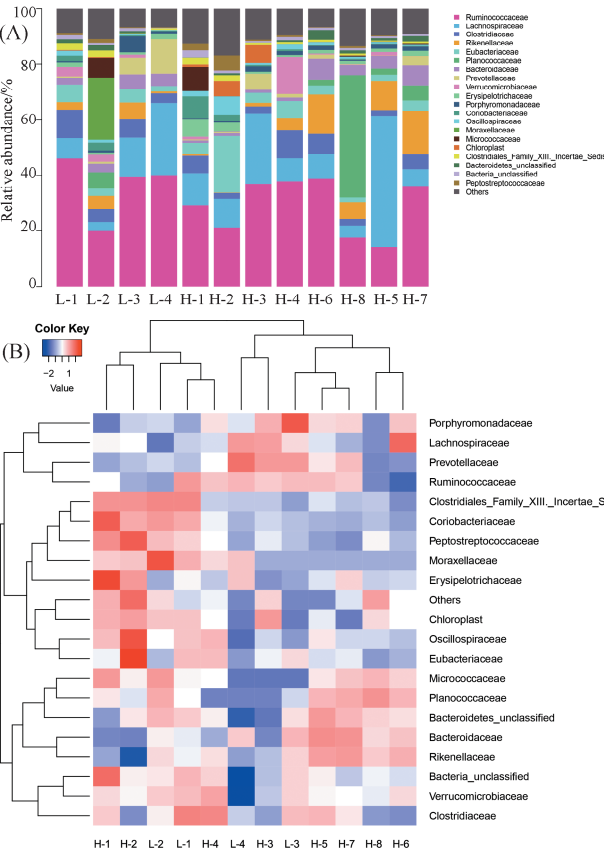 (A)
Relative abundance/%
100
80
60
40
20
0
L-1 L-2 L-3 L-4 H-1 H-2 H-3 H-4 H-6 H-8 H-5 H-7
Ruminococcaceae
Lachnospiraceae
Clostridiaceae
Rikenellaceae
Eubacteriaceae
Planococcaceae
Bacteroidaceae
Prevotellaceae
Verrucomicrobiaceae
Erysipelotrichaceae
Porphyromonadaceae
Coriobacteriaceae
Oscillospiraceae
Moraxellaceae
Micrococcaceae
Chloroplast
Clostridiales_Family_XIII._Incertae_Sedis
Bacteroidetes_unclassified
Bacteria_unclassified
Peptostreptococcaceae
Others
(B)
Color Key
−2 1
Value
Porphyromonadaceae
Lachnospiraceae
Prevotellaceae
Ruminococcaceae
Clostridiales_Family_XIII._Incertae_S
Coriobacteriaceae
Peptostreptococcaceae
Moraxellaceae
Erysipelotrichaceae
Others
Chloroplast
Oscillospiraceae
Eubacteriaceae
Micrococcaceae
Planococcaceae
Bacteroidetes_unclassified
Bacteroidaceae
Rikenellaceae
Bacteria_unclassified
Verrucomicrobiaceae
Clostridiaceae
H-1 H-2 L-2 L-1 H-4 L-4 H-3 L-3 H-5 H-7 H-8 H-6